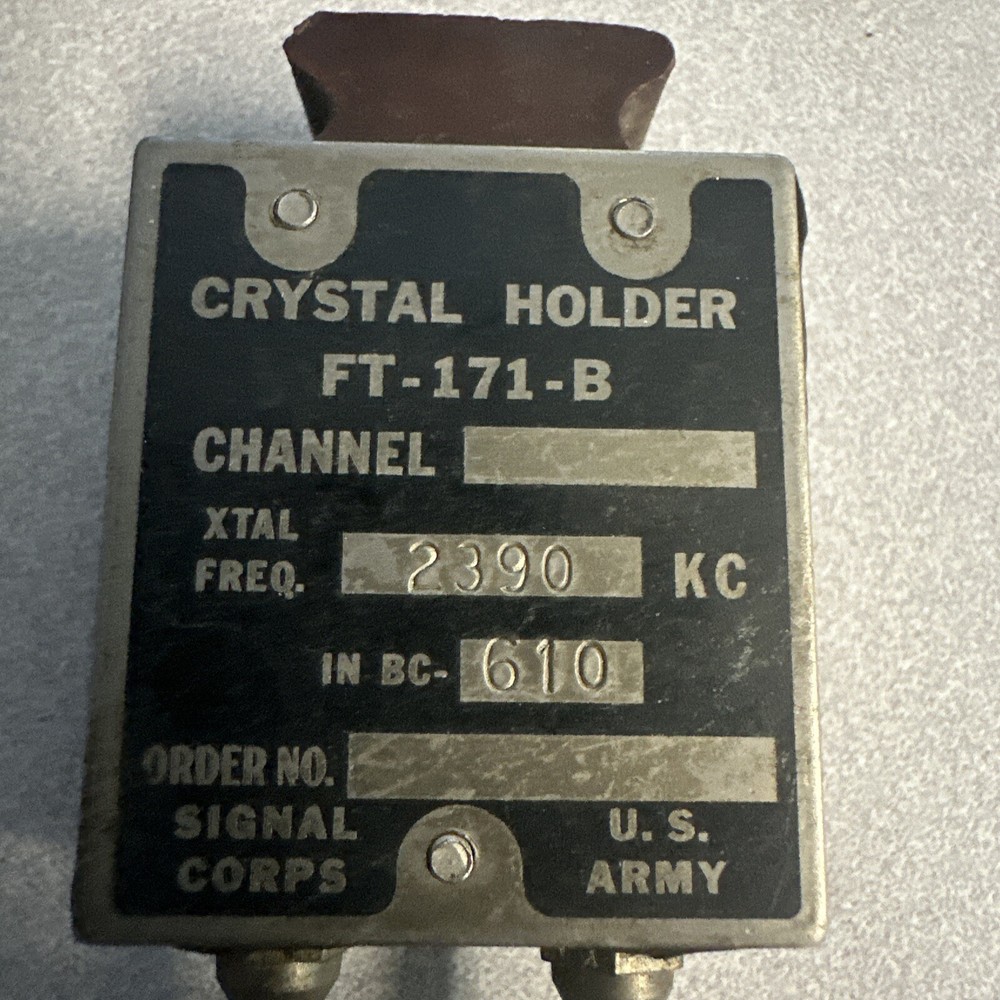 CRYSTAL HOLDER
FT-171-B
CHANNEL
XTAL
FREQ. 2390 KC
IN BC- 610
ORDER NO.
SIGNAL CORPS
U. S. ARMY